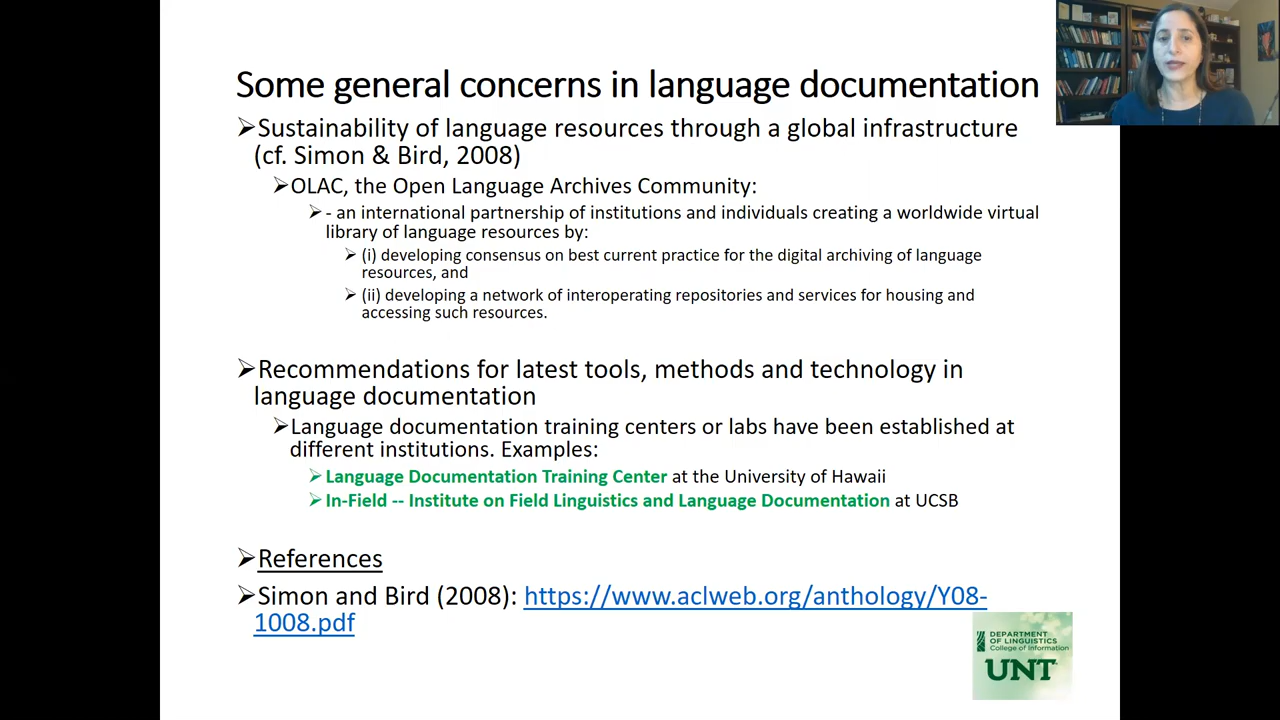 Some general concerns in language documentation
➢Sustainability of language resources through a global infrastructure
(cf. Simon & Bird, 2008)
➢OLAC, the Open Language Archives Community:
➢- an international partnership of institutions and individuals creating a worldwide virtual
library of language resources by:
➢(i) developing consensus on best current practice for the digital archiving of language
resources, and
➢(ii) developing a network of interoperating repositories and services for housing and
accessing such resources.
➢Recommendations for latest tools, methods and technology in
language documentation
➢Language documentation training centers or labs have been established at
different institutions. Examples:
➢Language Documentation Training Center at the University of Hawaii
➢In-Field -- Institute on Field Linguistics and Language Documentation at UCSB
➢References
➢Simon and Bird (2008): https://www.aclweb.org/anthology/Y08-
1008.pdf
DEPARTMENT
OF LINGUISTICS
College of Information
UNT